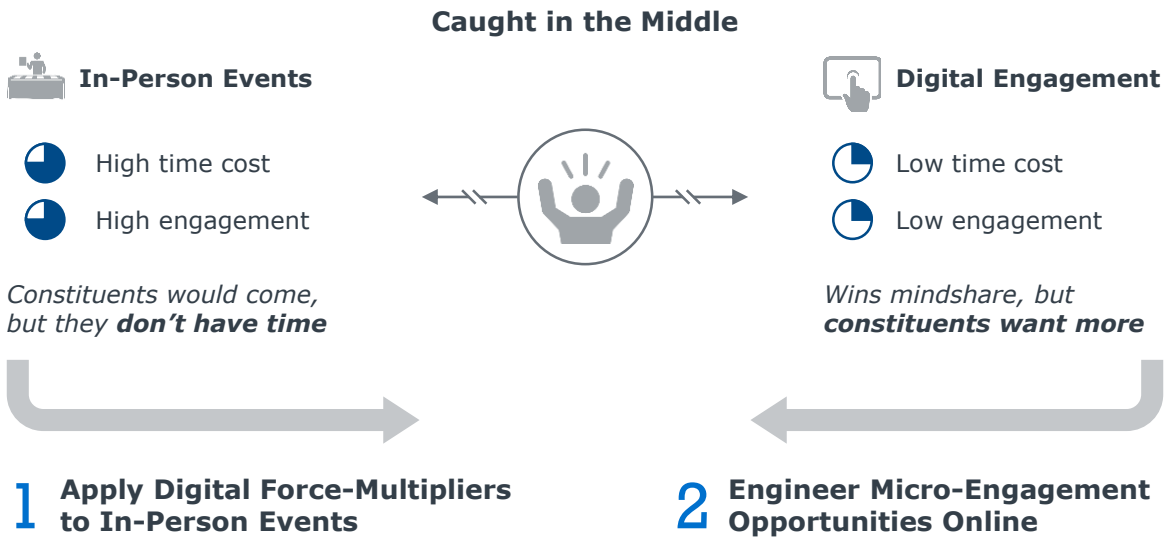 Caught in the Middle
In-Person Events
High time cost
High engagement
Constituents would come,
but they don't have time
Digital Engagement
Low time cost
Low engagement
Wins mindshare, but
constituents want more
1
Apply Digital Force-Multipliers
to In-Person Events
2
Engineer Micro-Engagement
Opportunities Online